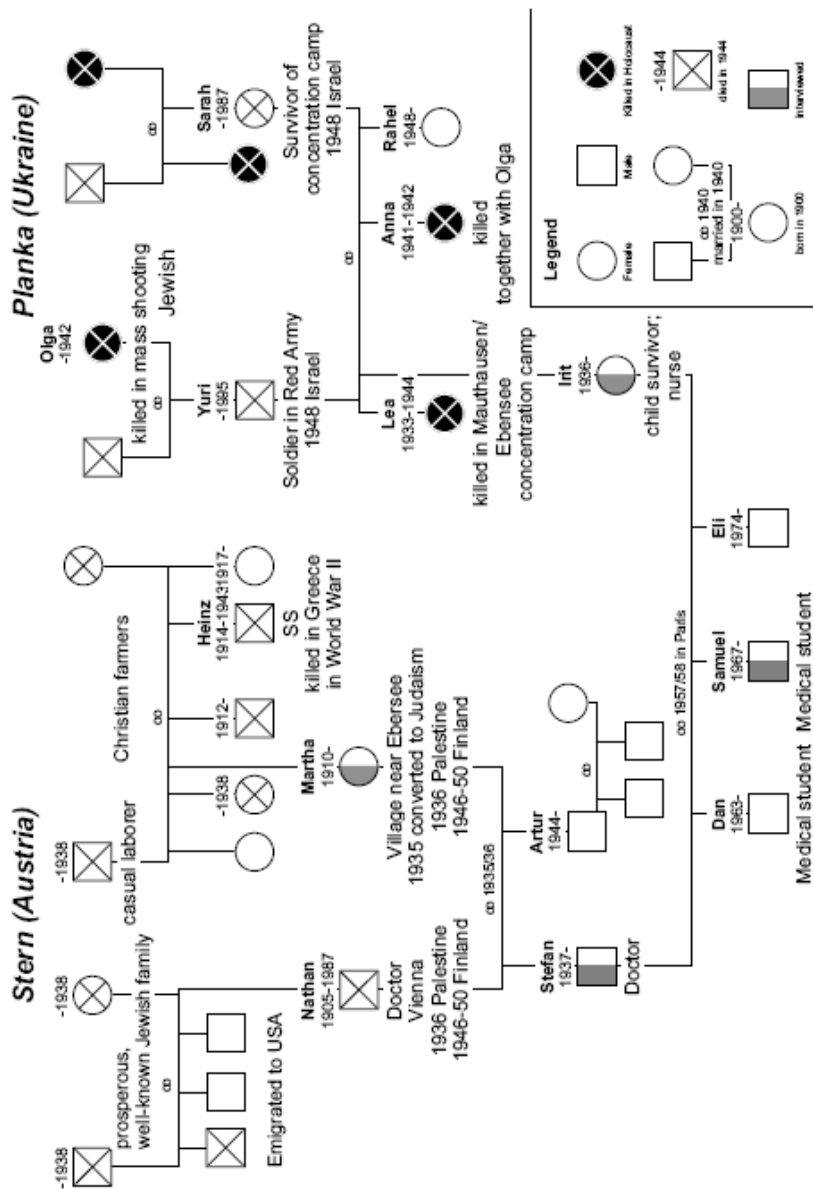 Stern (Austria)
Planka (Ukraine)
-1938
-1938
prosperous,
well-known Jewish family
∞
Emigrated to USA
Nathan
1905-1987
Doctor
Vienna
1936 Palestine
1946-50 Finland
-1938
casual laborer
Christian farmers
∞
-1938
1912-
Heinz
1914-1943
1917-
SS
killed in Greece
in World War II
Martha
1910-
Village near Ebersee
1935 converted to Judaism
1936 Palestine
1946-50 Finland
∞ 1935/36
Stefan
1937-
Doctor
Artur
1944-
∞
Olga
-1942
killed in mass shooting
Jewish
∞
Yuri
-1995
Soldier in Red Army
1948 Israel
∞
Sarah
-1987
Survivor of
concentration camp
1948 Israel
∞
Lea
1933-1944
killed in Mauthausen/
Ebensee
concentration camp
Anna
1941-1942
killed
together with Olga
Rahel
1948-
Irit
1936-
child survivor;
nurse
∞ 1957/58 in Paris
Dan
1963-
Medical student
Samuel
1967-
Medical student
Eli
1974-
Legend
Female
Male
Killed in Holocaust
∞ 1940
married in 1940
1900-
born in 1900
-1944
died in 1944
interviewed